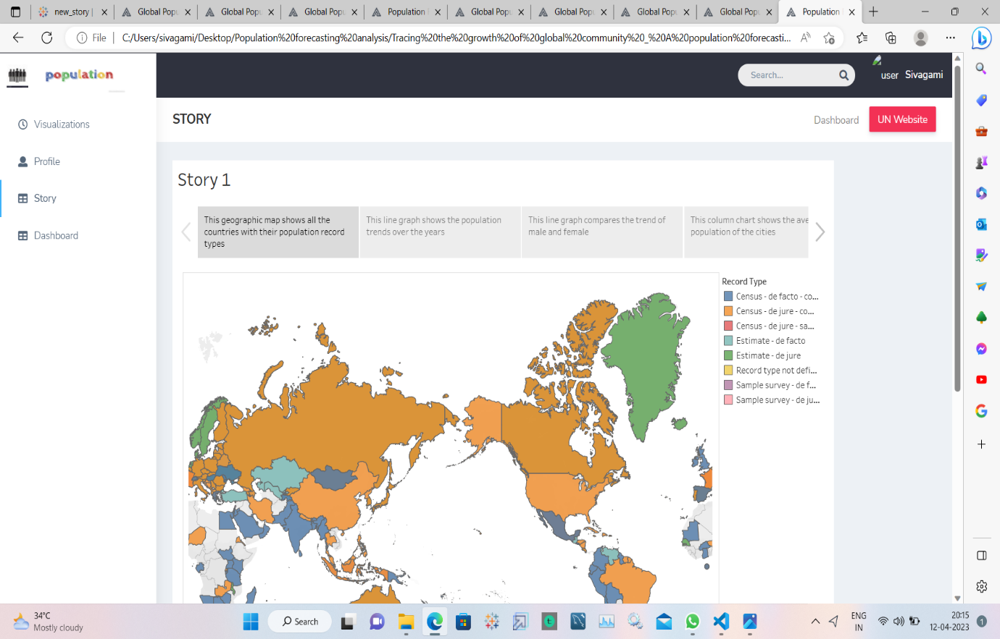 new_story |
Global Popu
Global Popu
Global Popu
Population
Global Popu
Global Popu
Global Popu
Global Popu
Population
File
C:/Users/sivagami/Desktop/Population%20forecasting%20analysis/Tracing%20the%20growth%20of%20global%20community%20_%20A%20population%20forecasti...
population
Search...
user
Sivagami
Visualizations
Profile
Story
Dashboard
STORY
Dashboard
UN Website
Story 1
This geographic map shows all the
countries with their population record
types
This line graph shows the population
trends over the years
This line graph compares the trend of
male and female
This column chart shows the ave
population of the cities
Record Type
Census - de facto - co...
Census - de jure - co...
Census - de jure - sa...
Estimate - de facto
Estimate - de jure
Record type not defi...
Sample survey - de f...
Sample survey - de ju...
34°C
Mostly cloudy
Search
ENG
IN
20:15
12-04-2023
1